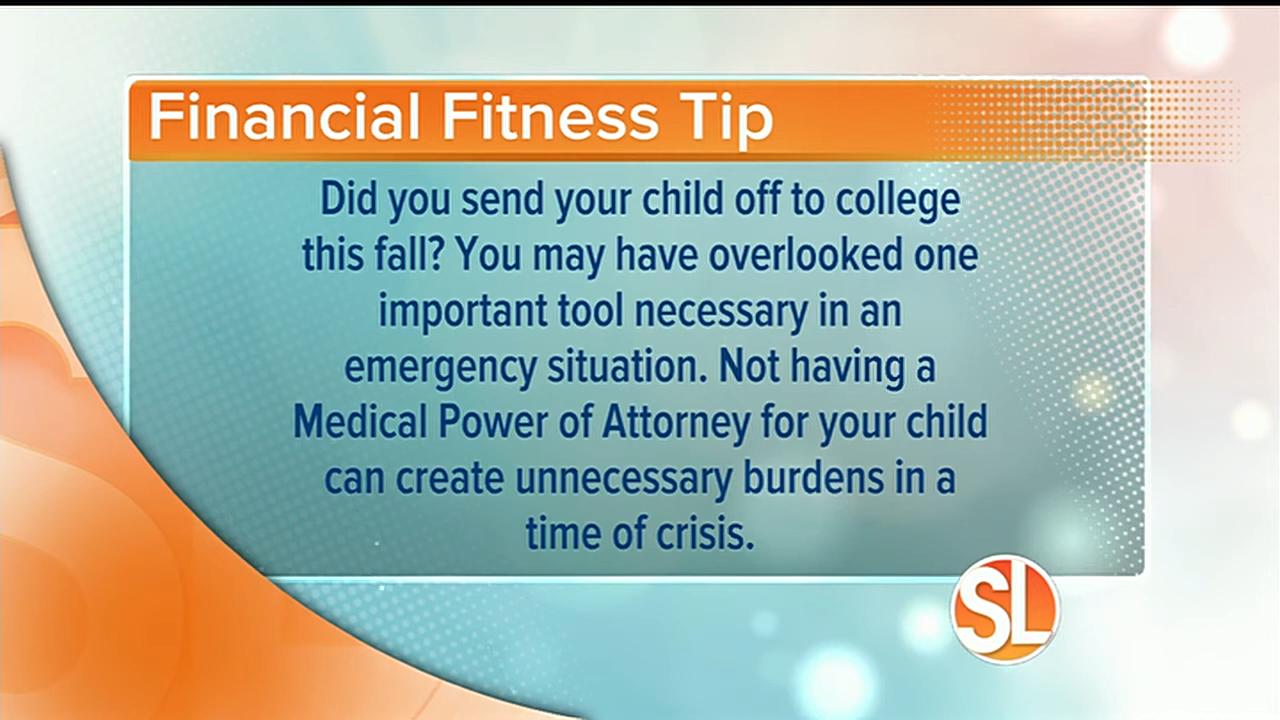 Financial Fitness Tip
Did you send your child off to college
this fall? You may have overlooked one
important tool necessary in an
emergency situation. Not having a
Medical Power of Attorney for your child
can create unnecessary burdens in a
time of crisis.
SL